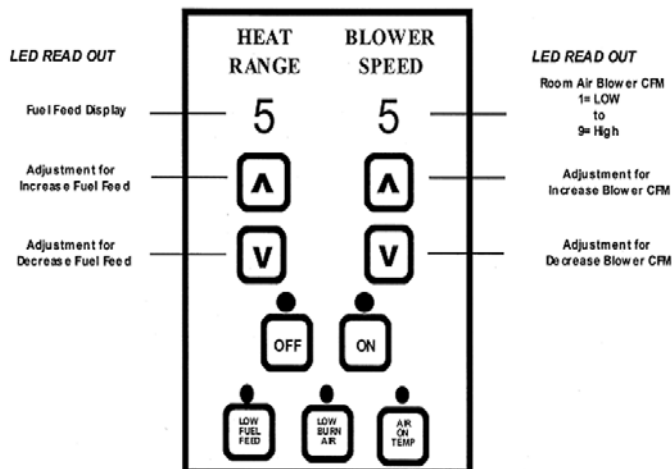 HEAT BLOWER
RANGE SPEED
LED READ OUT
LED READ OUT
Fuel Feed Display
5 5
Room Air Blower CFM
1= LOW
to
9= High
Adjustment for
Increase Fuel Feed
Λ Λ
Adjustment for
Increase Blower CFM
Adjustment for
Decrease Fuel Feed
V V
Adjustment for
Decrease Blower CFM
OFF ON
LOW
FUEL
FEED
LOW
BURN
AIR
AIR
ON
TEMP